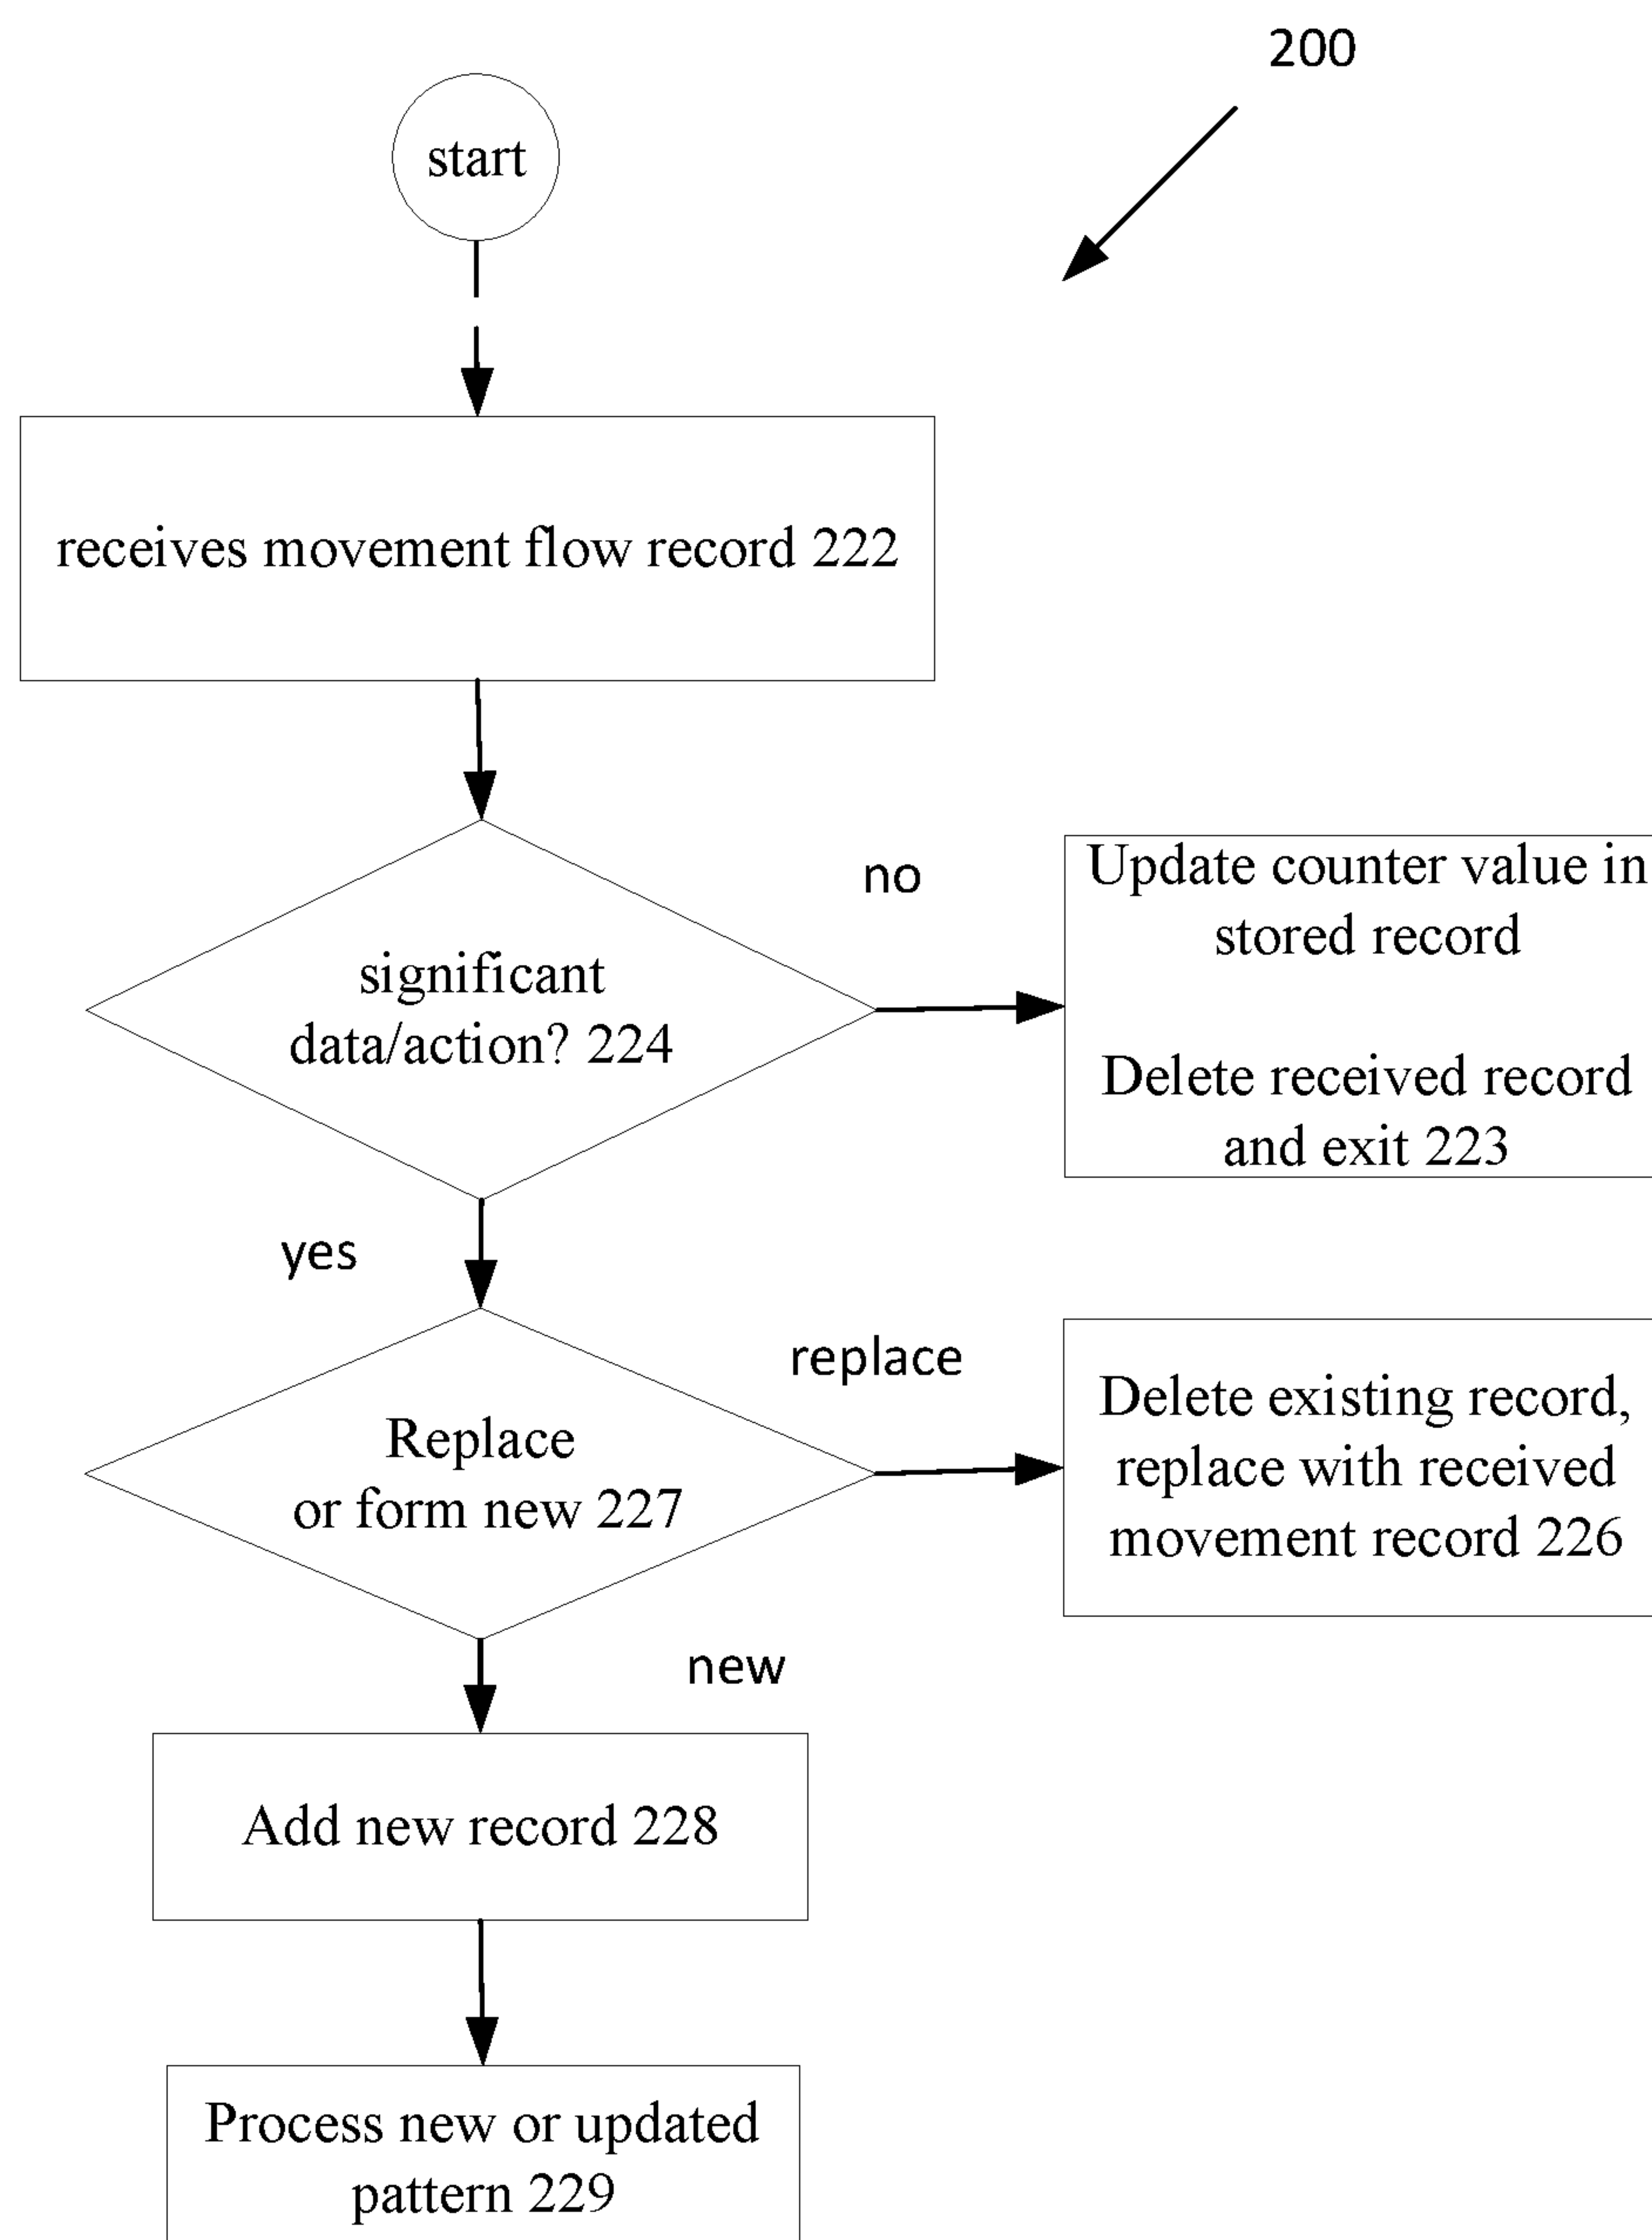 200
start
receives movement flow record 222
significant
data/action? 224
no
Update counter value in
stored record
Delete received record
and exit 223
yes
Replace
or form new 227
replace
Delete existing record,
replace with received
movement record 226
new
Add new record 228
Process new or updated
pattern 229